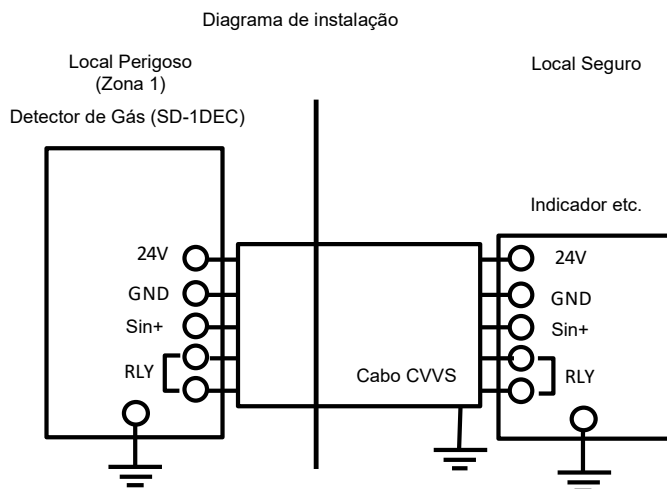 Diagrama de instalação
Local Perigoso
(Zona 1)
Local Seguro
Detector de Gás (SD-1DEC)
Indicador etc.
24V
GND
Sin+
RLY
Cabo CVVS
24V
GND
Sin+
RLY